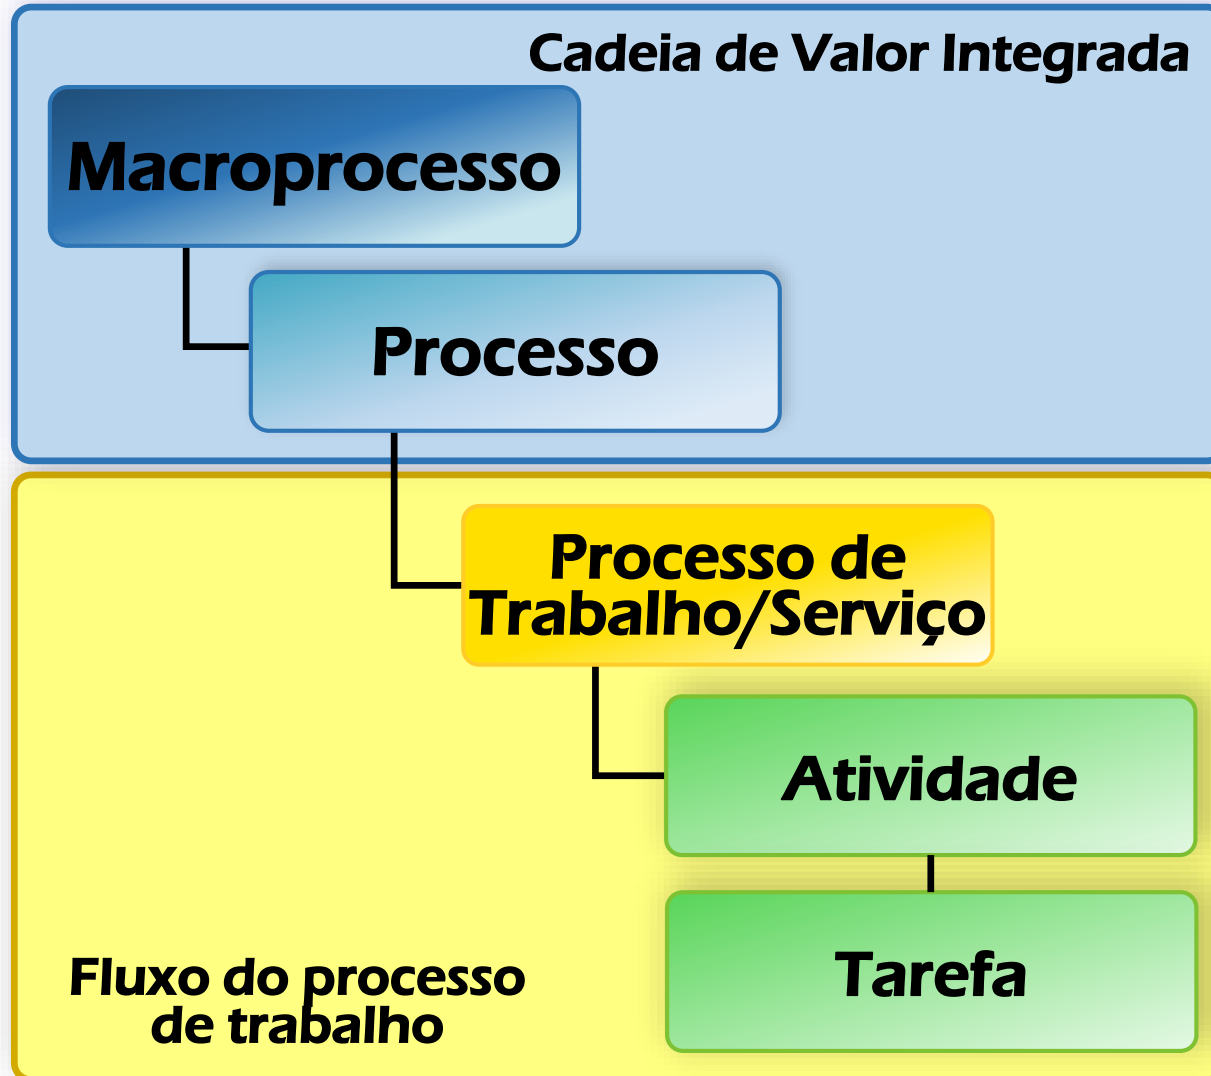 Cadeia de Valor Integrada
Macroprocesso
Processo
Processo de
Trabalho/Serviço
Atividade
Tarefa
Fluxo do processo
de trabalho